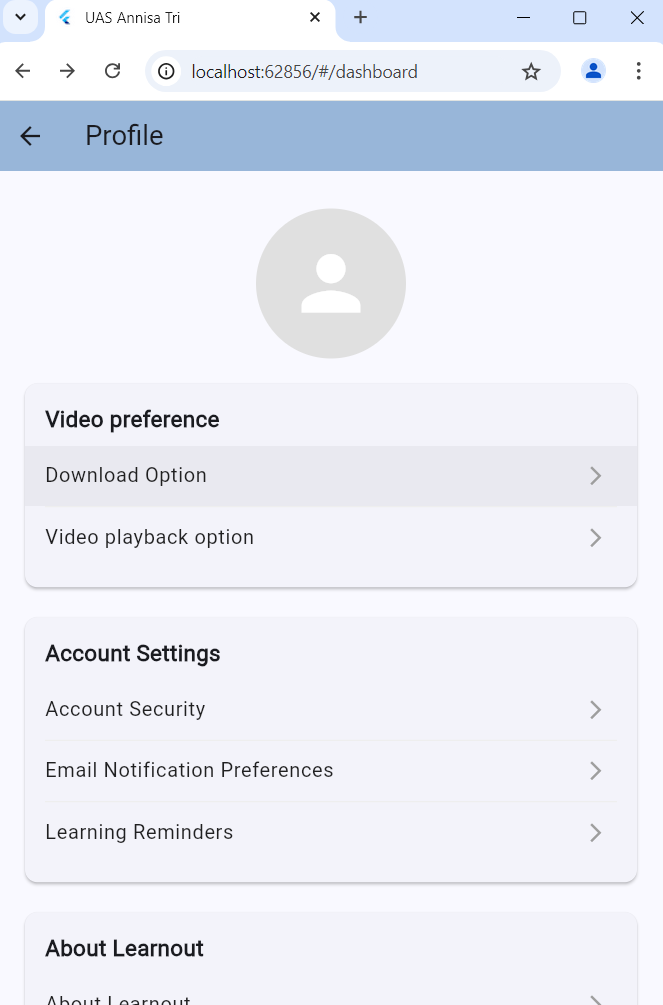 UAS Annisa Tri
localhost:62856/#/dashboard
Profile
Video preference
Download Option
Video playback option
Account Settings
Account Security
Email Notification Preferences
Learning Reminders
About Learnout
About Learnout